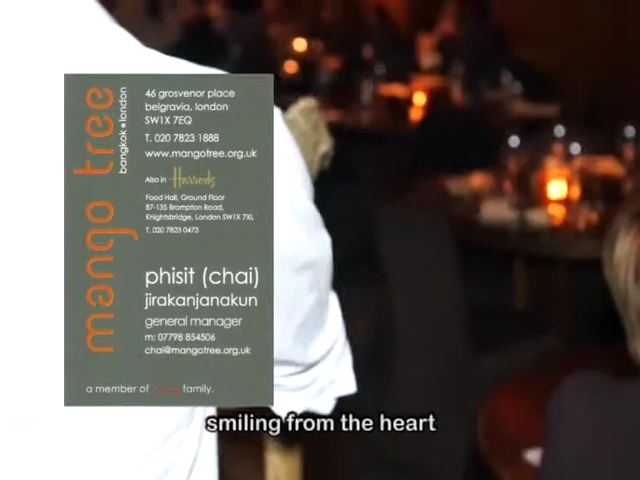 mango tree
bangkok • london
46 grosvenor place
belgravia, london
SW1X 7EQ
T. 020 7823 1888
www.mangotree.org.uk
Also in Harrods
Food Hall, Ground Floor
87-135 Brompton Road,
Knightsbridge, London SW1X 7XL
T. 020 7823 0473
phisit (chai)
jirakanjanakun
general manager
m: 07798 854506
chai@mangotree.org.uk
a member of family.
smiling from the heart